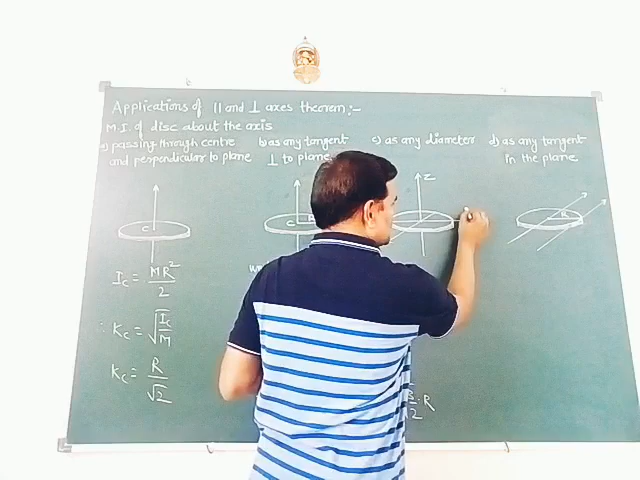 Applications of || and ⊥ axes theorem:-
M.I. of disc about the axis
a) passing through centre
and perpendicular to plane
b) as any tangent
⊥ to plane
c) as any diameter
d) as any tangent
in the plane
C
C
Z
R
I_C = MR²/2
∴ K_C = √(I_C/M)
K_C = R/√2
2 · R